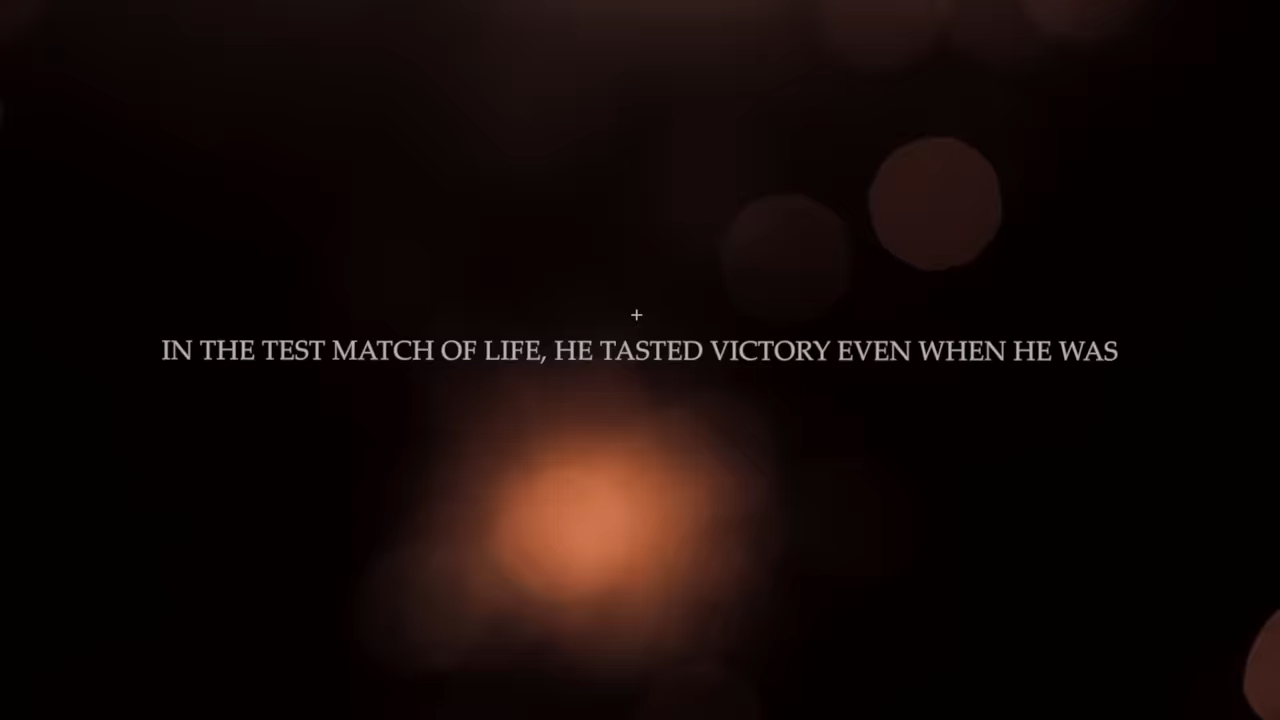 +
IN THE TEST MATCH OF LIFE, HE TASTED VICTORY EVEN WHEN HE WAS